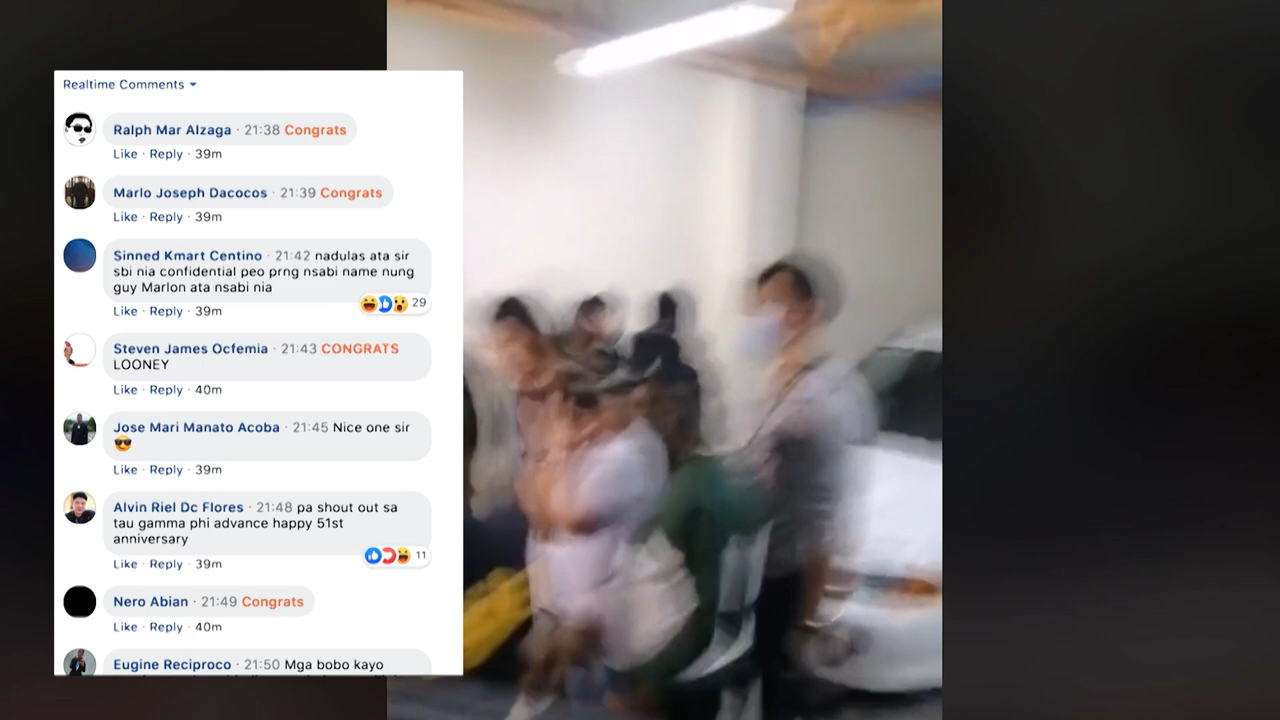 Realtime Comments
Ralph Mar Alzaga · 21:38 Congrats
Like · Reply · 39m
Marlo Joseph Dacocos · 21:39 Congrats
Like · Reply · 39m
Sinned Kmart Centino · 21:42 nadulas ata sir
sbi nia confidential peo prng nsabi name nung
guy Marlon ata nsabi nia
29
Like · Reply · 39m
Steven James Ocfemia · 21:43 CONGRATS
LOONEY
Like · Reply · 40m
Jose Mari Manato Acoba · 21:45 Nice one sir
😎
Like · Reply · 39m
Alvin Riel Dc Flores · 21:48 pa shout out sa
tau gamma phi advance happy 51st
anniversary
11
Like · Reply · 39m
Nero Abian · 21:49 Congrats
Like · Reply · 40m
Eugine Reciproco · 21:50 Mga bobo kayo